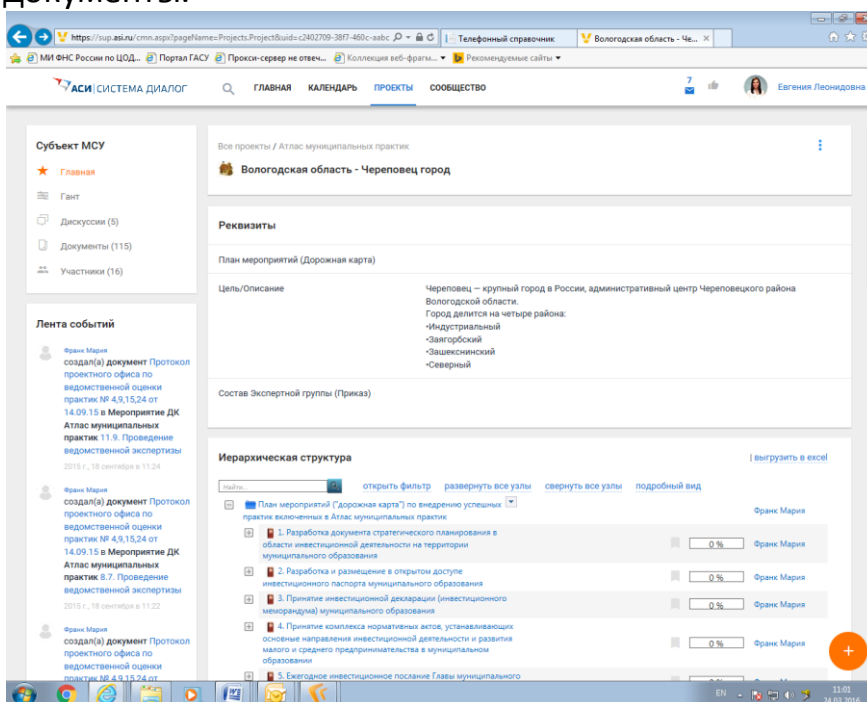 документы.
https://sup.asi.ru/cmn.aspx?pageName=Projects.Project&uid=c2402709-38f7-460c-aabc
Телефонный справочник
Вологодская область - Че...
МИ ФНС России по ЦОД...
Портал ГАСУ
Прокси-сервер не отвеч...
Коллекция веб-фрагм...
Рекомендуемые сайты
АСИ | СИСТЕМА ДИАЛОГ
ГЛАВНАЯ
КАЛЕНДАРЬ
ПРОЕКТЫ
СООБЩЕСТВО
7
Евгения Леонидовна
Субъект МСУ
Главная
Гант
Дискуссии (5)
Документы (115)
Участники (16)
Лента событий
Франк Мария
создал(а) документ Протокол
проектного офиса по
ведомственной оценки
практик № 4,9,15,24 от
14.09.15 в Мероприятие ДК
Атлас муниципальных
практик 11.9. Проведение
ведомственной экспертизы
2015 г., 18 сентября в 11:24
Франк Мария
создал(а) документ Протокол
проектного офиса по
ведомственной оценки
практик № 4,9,15,24 от
14.09.15 в Мероприятие ДК
Атлас муниципальных
практик 8.7. Проведение
ведомственной экспертизы
2015 г., 18 сентября в 11:22
Франк Мария
создал(а) документ Протокол
проектного офиса по
ведомственной оценки
практик № 4,9,15,24 от
Все проекты / Атлас муниципальных практик
Вологодская область - Череповец город
Реквизиты
План мероприятий (Дорожная карта)
Цель/Описание
Череповец — крупный город в России, административный центр Череповецкого района
Вологодской области.
Город делится на четыре района:
•Индустриальный
•Заягорбский
•Зашекснинский
•Северный
Состав Экспертной группы (Приказ)
Иерархическая структура
| выгрузить в excel
Найти...
открыть фильтр
развернуть все узлы
свернуть все узлы
подробный вид
План мероприятий ("дорожная карта") по внедрению успешных
практик включенных в Атлас муниципальных практик
Франк Мария
1. Разработка документа стратегического планирования в
области инвестиционной деятельности на территории
муниципального образования
0 %
Франк Мария
2. Разработка и размещение в открытом доступе
инвестиционного паспорта муниципального образования
0 %
Франк Мария
3. Принятие инвестиционной декларации (инвестиционного
меморандума) муниципального образования
0 %
Франк Мария
4. Принятие комплекса нормативных актов, устанавливающих
основные направления инвестиционной деятельности и развития
малого и среднего предпринимательства в муниципальном
образовании
0 %
Франк Мария
5. Ежегодное инвестиционное послание Главы муниципального
EN
11:01
24.03.2016